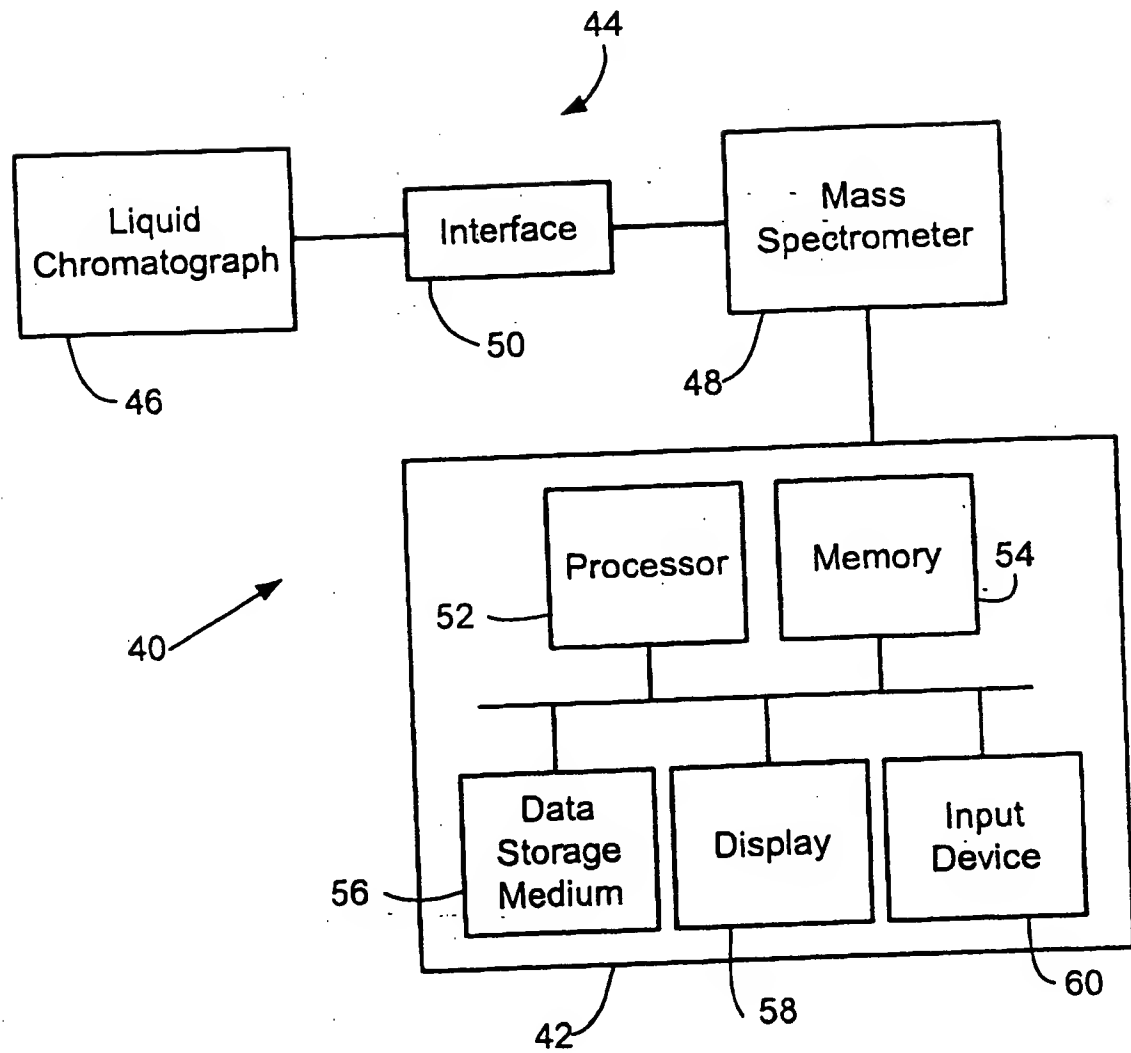 44
Liquid
Chromatograph
Interface
Mass
Spectrometer
46
50
48
Processor
Memory
54
52
40
Data
Storage
Medium
Display
Input
Device
56
42
58
60